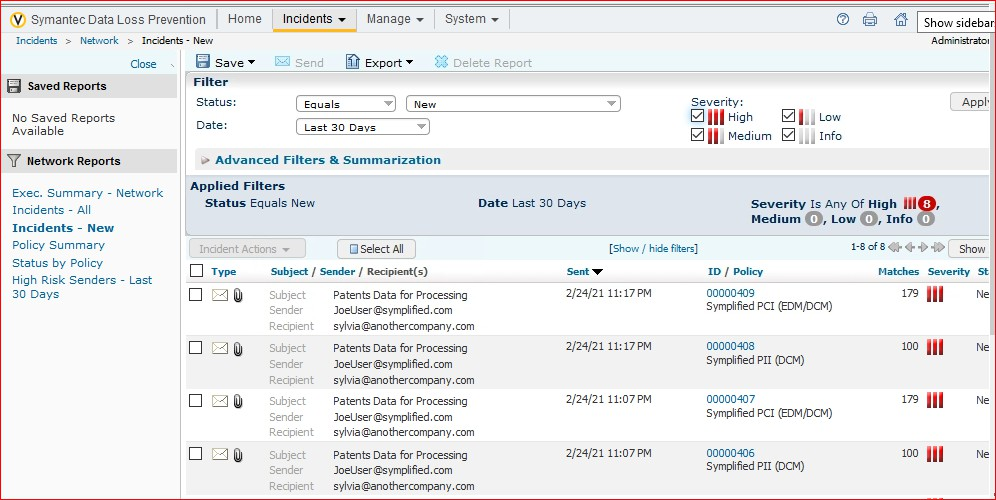 Symantec Data Loss Prevention Home Incidents Manage System Show sidebar
Incidents > Network > Incidents - New Administrator
Close Save Send Export Delete Report
Saved Reports
No Saved Reports
Available
Network Reports
Exec. Summary - Network
Incidents - All
Incidents - New
Policy Summary
Status by Policy
High Risk Senders - Last
30 Days
Filter
Status: Equals New Severity:
High Low
Date: Last 30 Days Medium Info
Apply
Advanced Filters & Summarization
Applied Filters
Status Equals New Date Last 30 Days Severity Is Any Of High 8,
Medium 0, Low 0, Info 0
Incident Actions Select All [Show / hide filters] 1-8 of 8 Show
Type Subject / Sender / Recipient(s) Sent ID / Policy Matches Severity Sta
Subject Patents Data for Processing 2/24/21 11:17 PM 00000409 179 Ne
Sender JoeUser@symplified.com Symplified PCI (EDM/DCM)
Recipient sylvia@anothercompany.com
Subject Patents Data for Processing 2/24/21 11:17 PM 00000408 100 Ne
Sender JoeUser@symplified.com Symplified PII (DCM)
Recipient sylvia@anothercompany.com
Subject Patents Data for Processing 2/24/21 11:07 PM 00000407 179 Ne
Sender JoeUser@symplified.com Symplified PCI (EDM/DCM)
Recipient sylvia@anothercompany.com
Subject Patents Data for Processing 2/24/21 11:07 PM 00000406 100 Ne
Sender JoeUser@symplified.com Symplified PII (DCM)
Recipient sylvia@anothercompany.com